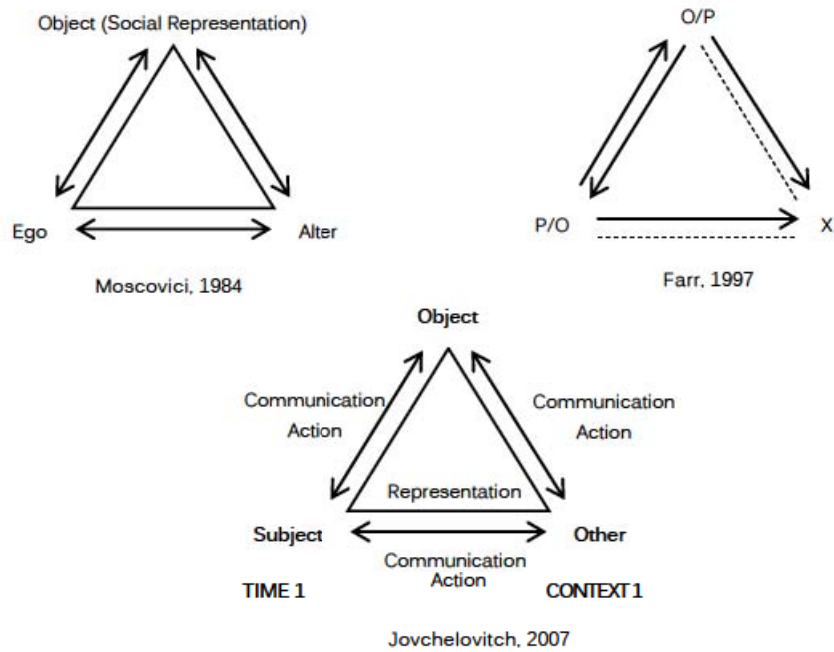 Object (Social Representation)
Ego
Alter
Moscovici, 1984
O/P
P/O
X
Farr, 1997
Object
Communication
Action
Communication
Action
Representation
Subject
Other
Communication
Action
TIME 1
CONTEXT 1
Jovchelovitch, 2007